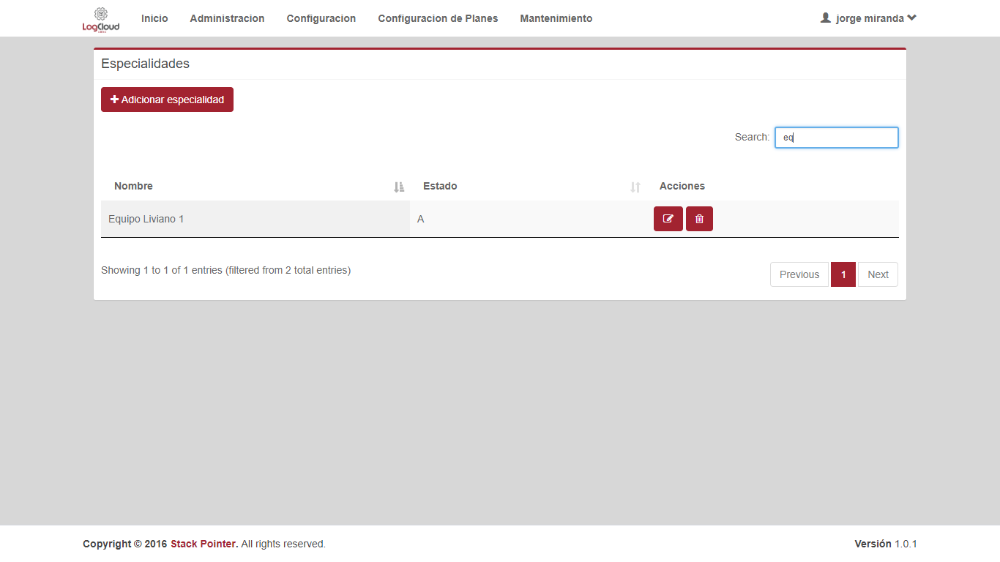 LogCloud
Inicio Administracion Configuracion Configuracion de Planes Mantenimiento jorge miranda
Especialidades
Adicionar especialidad
Search: eq
Nombre Estado Acciones
Equipo Liviano 1 A
Showing 1 to 1 of 1 entries (filtered from 2 total entries)
Previous 1 Next
Copyright © 2016 Stack Pointer. All rights reserved.
Versión 1.0.1